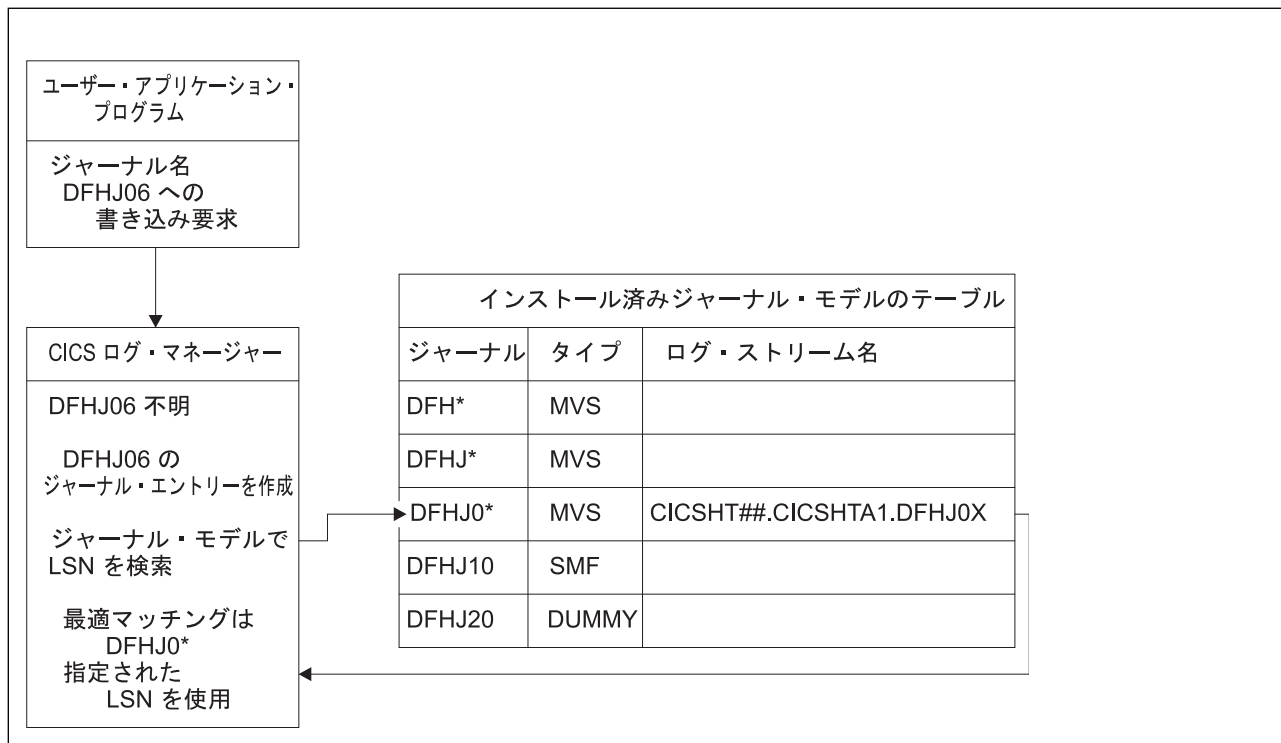 ユーザー・アプリケーション・
プログラム
ジャーナル名
DFHJ06 への
書き込み要求
CICS ログ・マネージャー
DFHJ06 不明
DFHJ06 の
ジャーナル・エントリーを作成
ジャーナル・モデルで
LSN を検索
最適マッチングは
DFHJ0*
指定された
LSN を使用
インストール済みジャーナル・モデルのテーブル
ジャーナル タイプ ログ・ストリーム名
DFH* MVS
DFHJ* MVS
DFHJ0* MVS CICSHT##.CICSHTA1.DFHJ0X
DFHJ10 SMF
DFHJ20 DUMMY